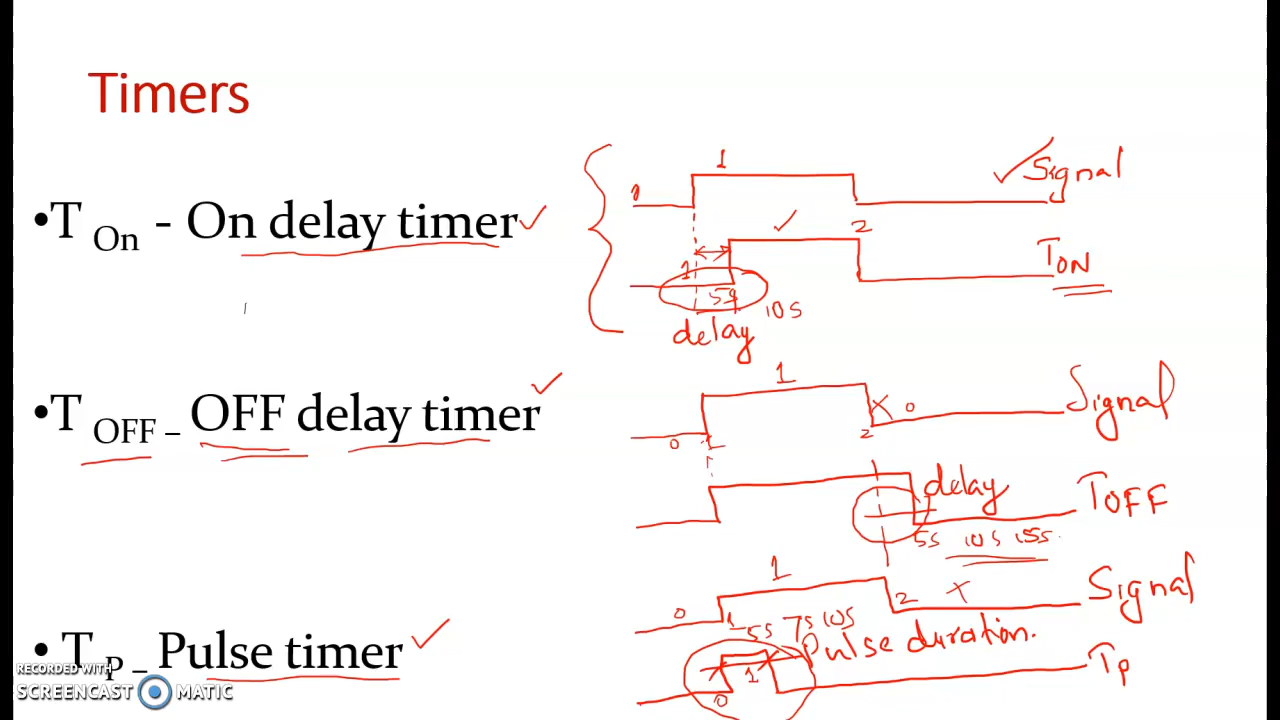 Timers
•T On - On delay timer
•T OFF – OFF delay timer
• T P – Pulse timer
1
1
Signal
2
1
TON
5s
10s
delay
1
Signal
0
2
0
delay
TOFF
5s 10s 15s
1
Signal
0
2
1
5s 7s 10s
Pulse duration.
1
0
Tp
RECORDED WITH
SCREENCAST MATIC